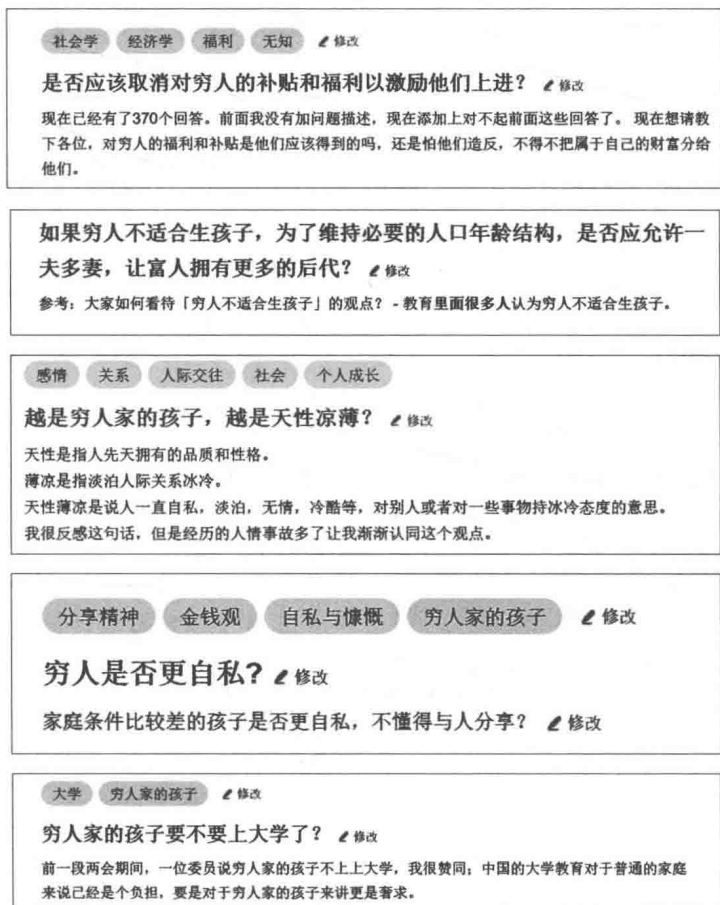 社会学 经济学 福利 无知 修改
是否应该取消对穷人的补贴和福利以激励他们上进？ 修改
现在已经有了370个回答。前面我没有加问题描述，现在添加上对不起前面这些回答了。 现在想请教
下各位，对穷人的福利和补贴是他们应该得到的吗，还是怕他们造反，不得不把属于自己的财富分给
他们。
如果穷人不适合生孩子，为了维持必要的人口年龄结构，是否应允许一
夫多妻，让富人拥有更多的后代？ 修改
参考：大家如何看待「穷人不适合生孩子」的观点？ - 教育里面很多人认为穷人不适合生孩子。
感情 关系 人际交往 社会 个人成长
越是穷人家的孩子，越是天性凉薄？ 修改
天性是指人先天拥有的品质和性格。
薄凉是指淡泊人际关系冰冷。
天性薄凉是说人一直自私，淡泊，无情，冷酷等，对别人或者对一些事物持冰冷态度的意思。
我很反感这句话，但是经历的人情事故多了让我渐渐认同这个观点。
分享精神 金钱观 自私与慷慨 穷人家的孩子 修改
穷人是否更自私？ 修改
家庭条件比较差的孩子是否更自私，不懂得与人分享？ 修改
大学 穷人家的孩子 修改
穷人家的孩子要不要上大学了？ 修改
前一段两会期间，一位委员说穷人家的孩子不上上大学，我很赞同；中国的大学教育对于普通的家庭
来说已经是个负担，要是对于穷人家的孩子来讲更是奢求。